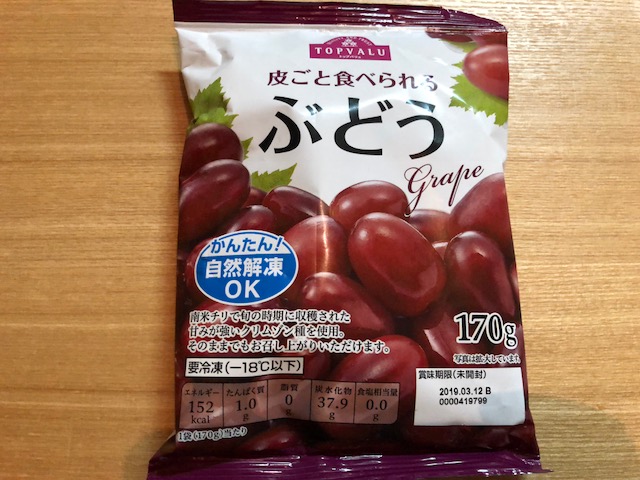 TOPVALU
トップバリュ
皮ごと食べられる
ぶどう
Grape
かんたん!
自然解凍
OK
南米チリで旬の時期に収穫された
甘みが強いクリムゾン種を使用。
そのままでもお召し上がりいただけます。
170g
写真は拡大しています
要冷凍(−18℃以下)
賞味期限(未開封)
2019.03.12 B
0000419799
エネルギー たんぱく質 脂質 炭水化物 食塩相当量
152 1.0 0 37.9 0.0
kcal g g g g
1袋(170g)当たり